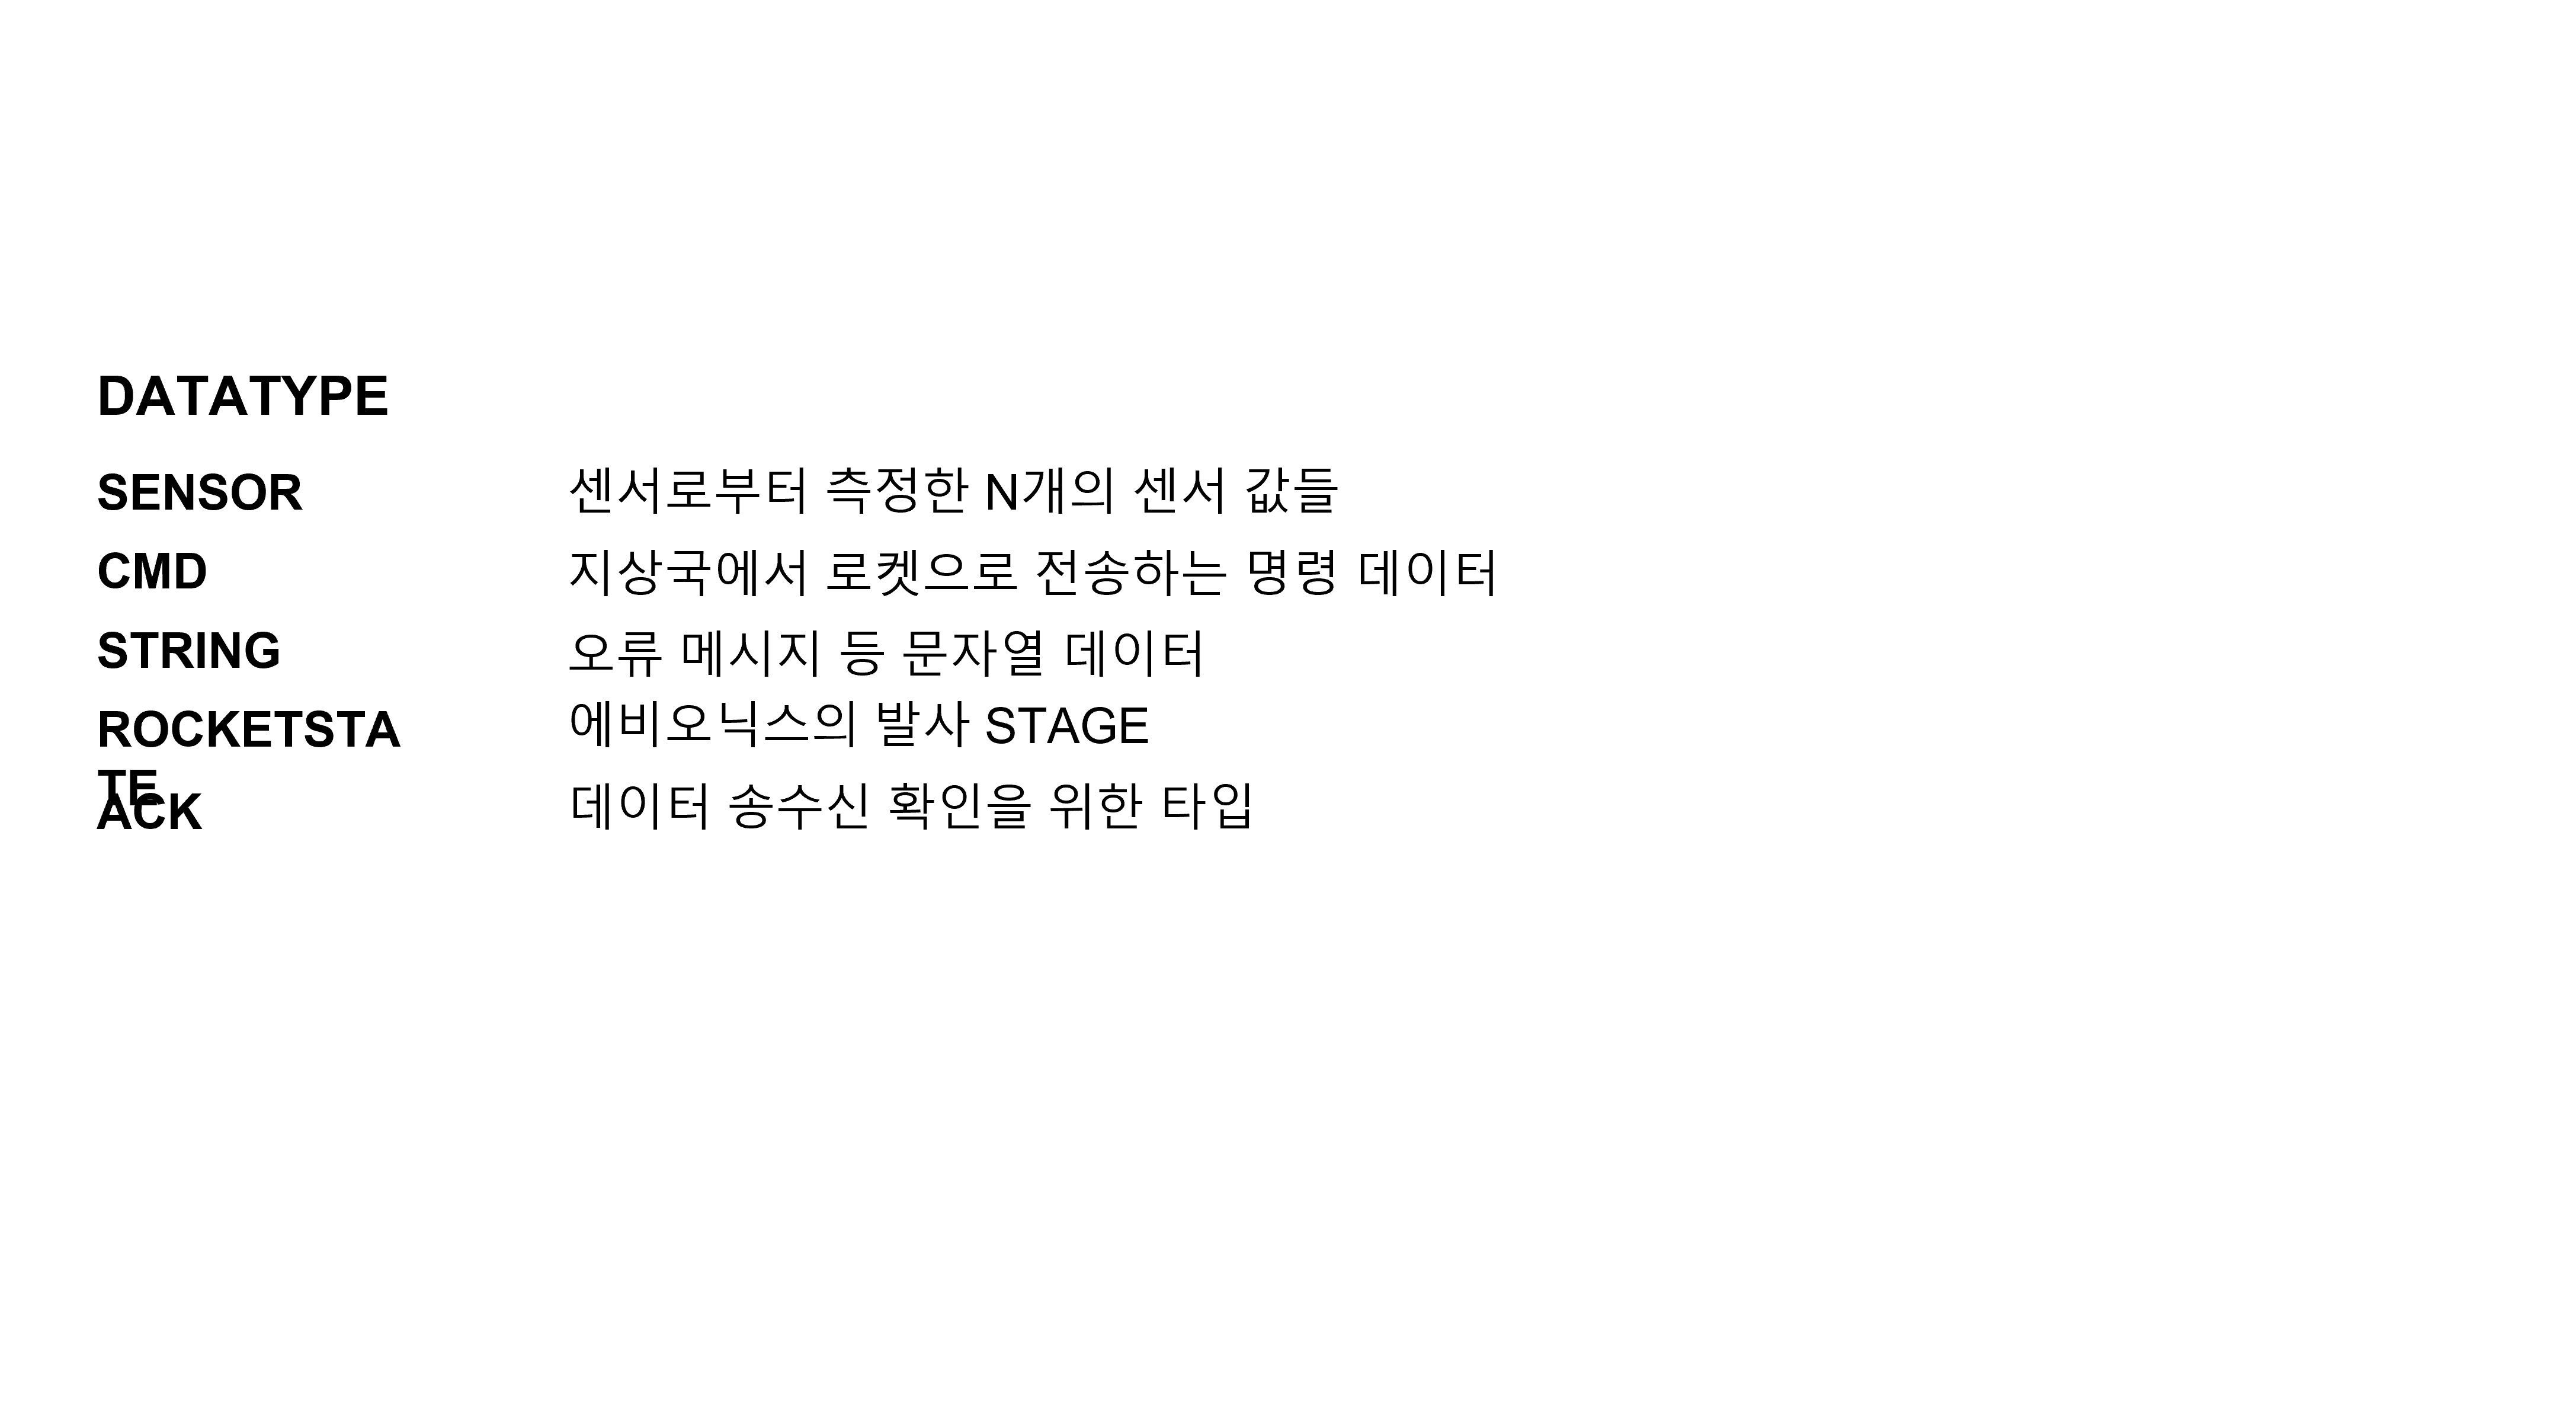 DATATYPE
SENSOR 센서로부터 측정한 N개의 센서 값들
CMD 지상국에서 로켓으로 전송하는 명령 데이터
STRING 오류 메시지 등 문자열 데이터
ROCKETSTA 에비오닉스의 발사 STAGE
TE
ACK 데이터 송수신 확인을 위한 타입